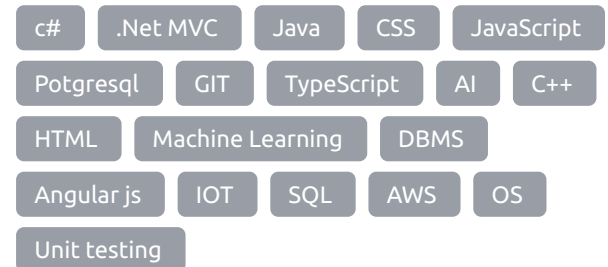 c# .Net MVC Java CSS JavaScript
Potgresql GIT TypeScript AI C++
HTML Machine Learning DBMS
Angular js IOT SQL AWS OS
Unit testing